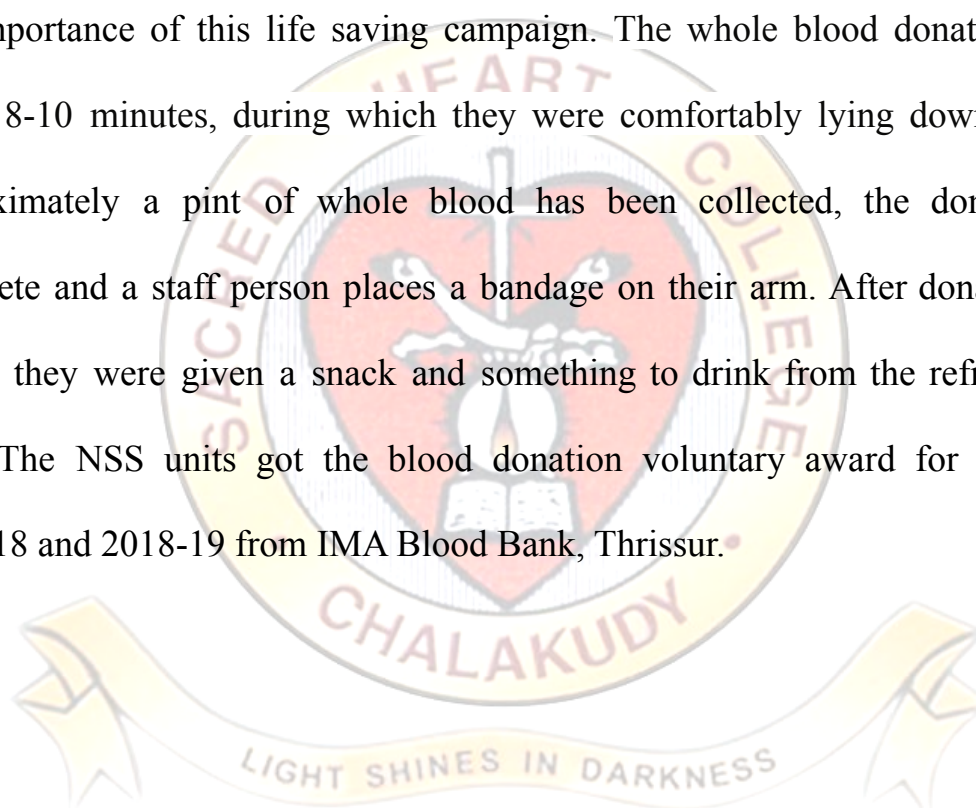 mportance of this life saving campaign. The whole blood donat
8-10 minutes, during which they were comfortably lying dow
ximately a pint of whole blood has been collected, the don
ete and a staff person places a bandage on their arm. After dona
they were given a snack and something to drink from the refr
The NSS units got the blood donation voluntary award for
18 and 2018-19 from IMA Blood Bank, Thrissur.
SACRED HEART COLLEGE
CHALAKUDY
LIGHT SHINES IN DARKNESS